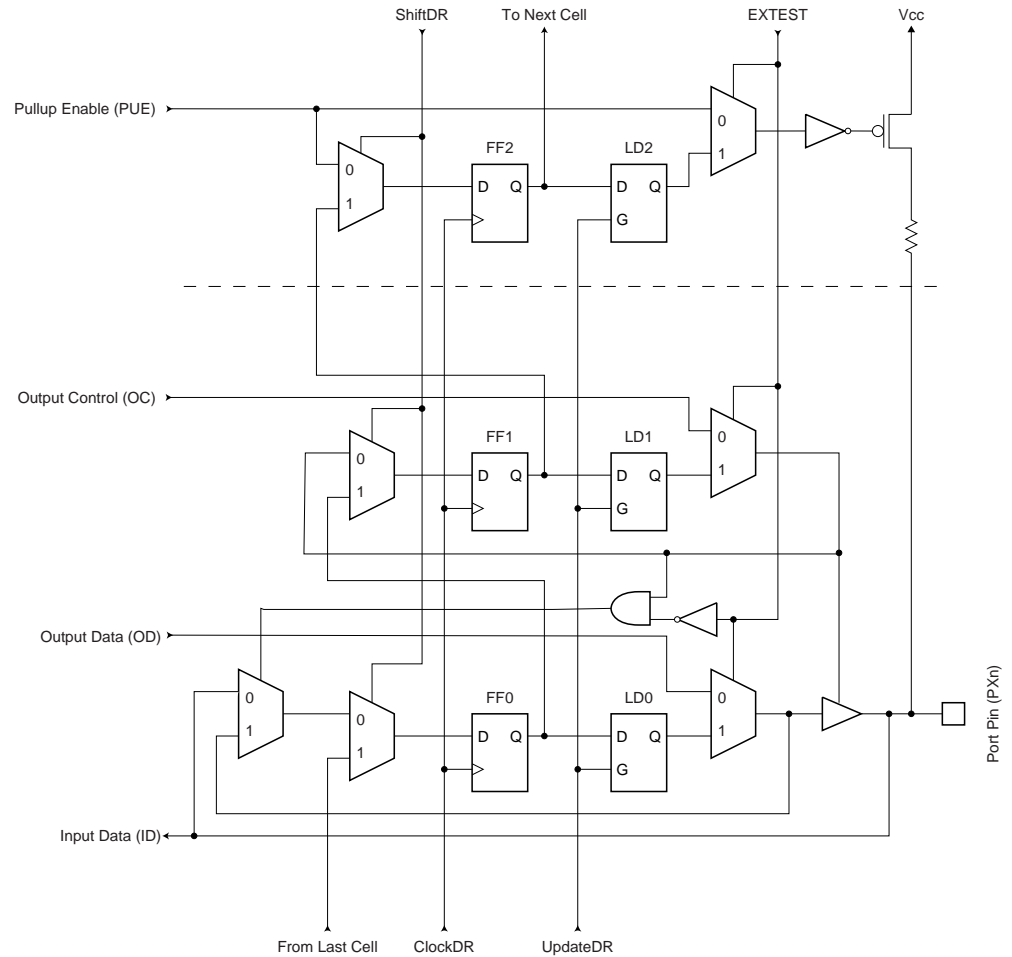 ShiftDR
To Next Cell
EXTEST
Vcc
Pullup Enable (PUE)
0
1
FF2
D Q
LD2
D Q
G
0
1
Output Control (OC)
0
1
FF1
D Q
LD1
D Q
G
0
1
Output Data (OD)
0
1
0
1
FF0
D Q
LD0
D Q
G
0
1
Port Pin (PXn)
Input Data (ID)
From Last Cell
ClockDR
UpdateDR